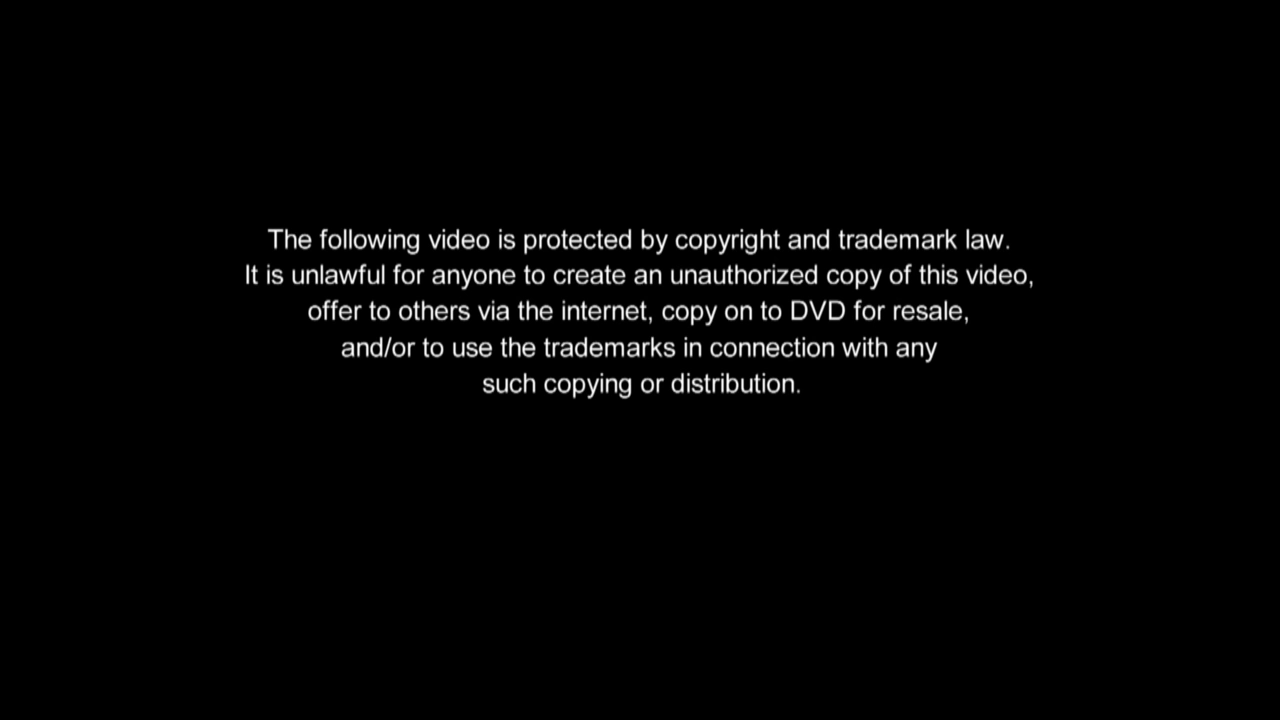 The following video is protected by copyright and trademark law.
It is unlawful for anyone to create an unauthorized copy of this video,
offer to others via the internet, copy on to DVD for resale,
and/or to use the trademarks in connection with any
such copying or distribution.